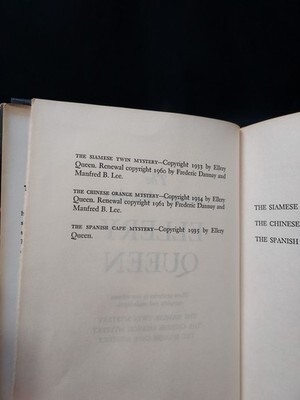 THE SIAMESE TWIN MYSTERY—Copyright 1933 by Ellery
Queen. Renewal copyright 1960 by Frederic Dannay and
Manfred B. Lee.
THE CHINESE ORANGE MYSTERY—Copyright 1934 by Ellery
Queen. Renewal copyright 1961 by Frederic Dannay and
Manfred B. Lee.
THE SPANISH CAPE MYSTERY—Copyright 1935 by Ellery
Queen.
ELLERY
QUEEN
THE SIAMESE
THE CHINESE
THE SPANISH